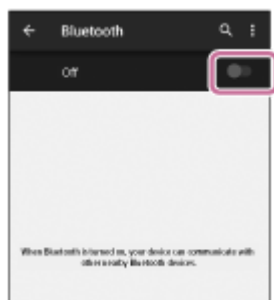 Bluetooth
Off
When Bluetooth is turned on, your device can communicate with
other nearby Bluetooth devices.